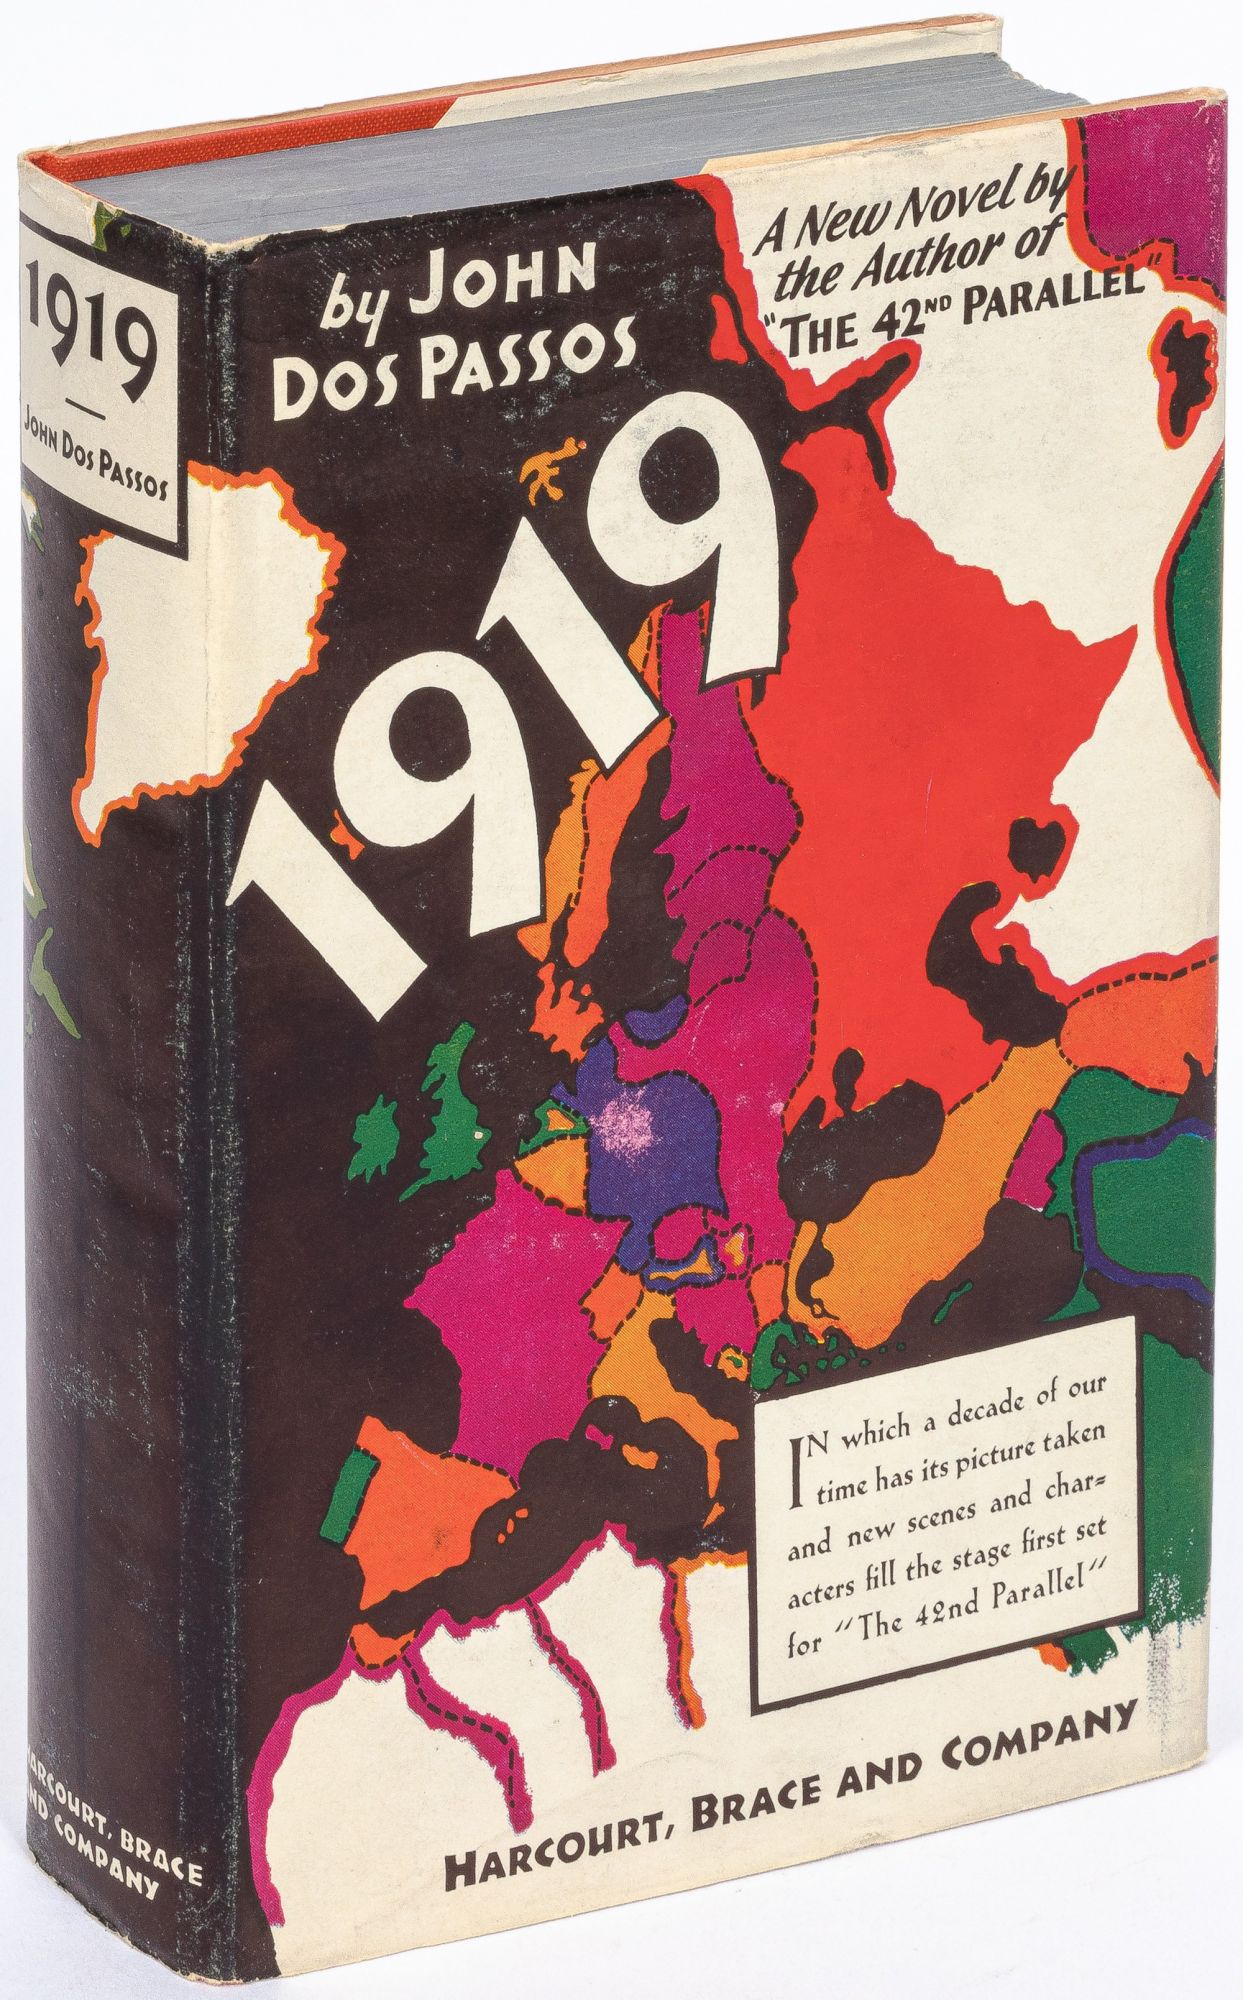 1919
JOHN DOS PASSOS
HARCOURT, BRACE
AND COMPANY
by JOHN
DOS PASSOS
1919
A NEW NOVEL by
the AUTHOR OF
"THE 42ND PARALLEL"
IN which a decade of our
time has its picture taken
and new scenes and char=
acters fill the stage first set
for "The 42nd Parallel"
HARCOURT, BRACE AND COMPANY